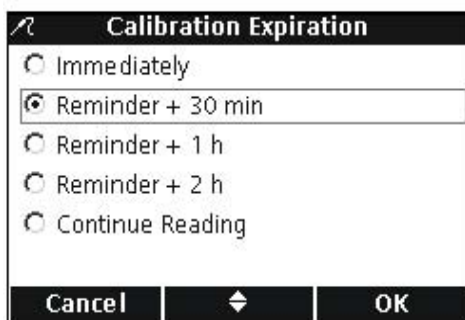 Calibration Expiration
Immediately
Reminder + 30 min
Reminder + 1 h
Reminder + 2 h
Continue Reading
Cancel OK